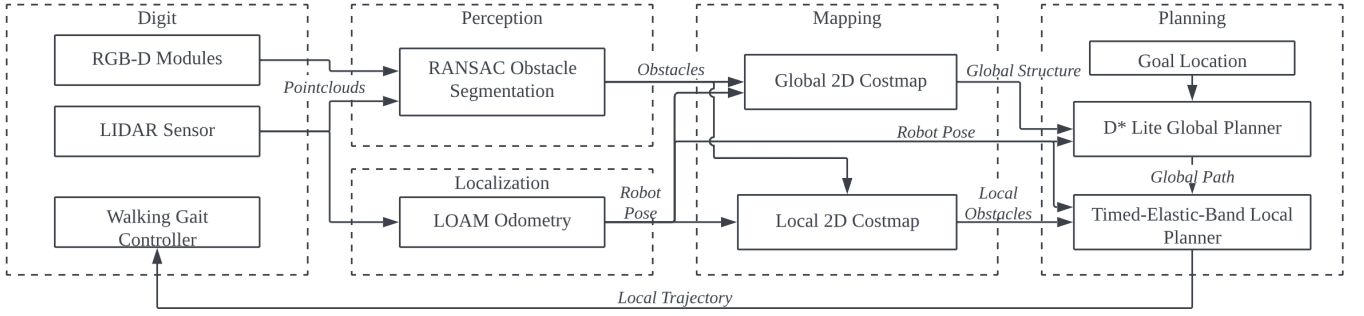 Digit
RGB-D Modules
LIDAR Sensor
Walking Gait
Controller
Pointclouds
Perception
RANSAC Obstacle
Segmentation
Localization
LOAM Odometry
Obstacles
Robot
Pose
Mapping
Global 2D Costmap
Robot Pose
Local 2D Costmap
Global Structure
Local
Obstacles
Planning
Goal Location
D* Lite Global Planner
Global Path
Timed-Elastic-Band Local
Planner
Local Trajectory